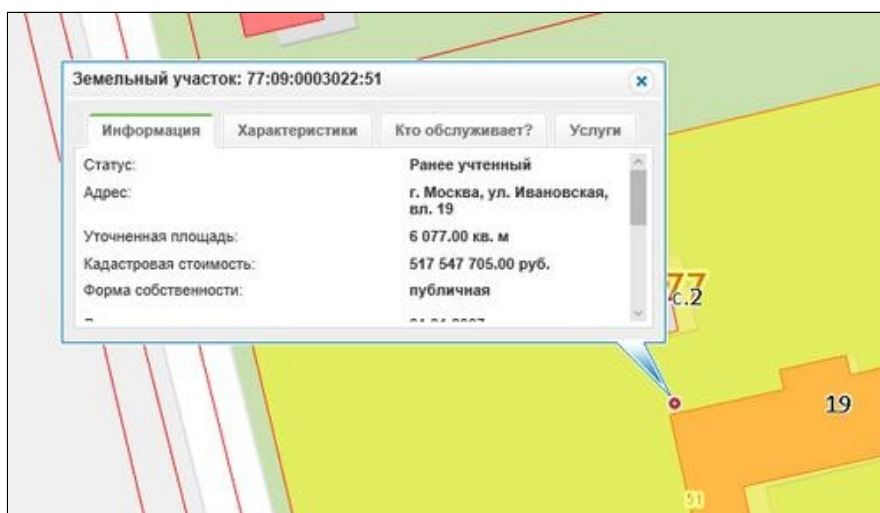 Земельный участок: 77:09:0003022:51
Информация Характеристики Кто обслуживает? Услуги
Статус: Ранее учтенный
Адрес: г. Москва, ул. Ивановская,
вл. 19
Уточненная площадь: 6 077.00 кв. м
Кадастровая стоимость: 517 547 705.00 руб.
Форма собственности: публичная
77
с.2
19
51